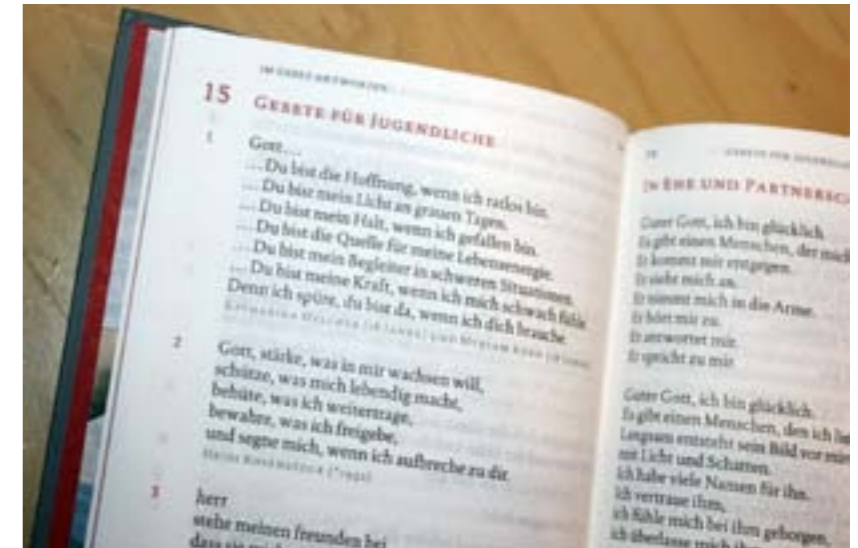 IM GEBET ANTWORTEN
15 GEBETE FÜR JUGENDLICHE
1 Gott…
…Du bist die Hoffnung, wenn ich ratlos bin.
…Du bist mein Licht an grauen Tagen.
…Du bist mein Halt, wenn ich gefallen bin.
…Du bist die Quelle für meine Lebensenergie.
…Du bist mein Begleiter in schweren Situationen.
…Du bist meine Kraft, wenn ich mich schwach fühle.
Denn ich spüre, du bist da, wenn ich dich brauche.
2 Gott, stärke, was in mir wachsen will,
schütze, was mich lebendig macht,
behüte, was ich weitertrage,
bewahre, was ich freigebe,
und segne mich, wenn ich aufbreche zu dir.
3 herr
stehe meinen freunden bei
dass sie
GEBETE FÜR
IN EHE UND
Guter Gott, ich bin glücklich.
Es gibt einen Menschen, der mich
Er kommt mir entgegen.
Er sieht mich an.
Er nimmt mich in die Arme.
Er hört mir zu.
Er antwortet mir.
Er spricht zu mir.
Guter Gott, ich bin glücklich.
Es gibt einen Menschen, den ich
Langsam entsteht sein Bild vor
mit Licht und Schatten.
Ich habe viele Namen für ihn.
Ich vertraue ihm,
ich fühle mich bei ihm geborgen,
ich überlasse mich